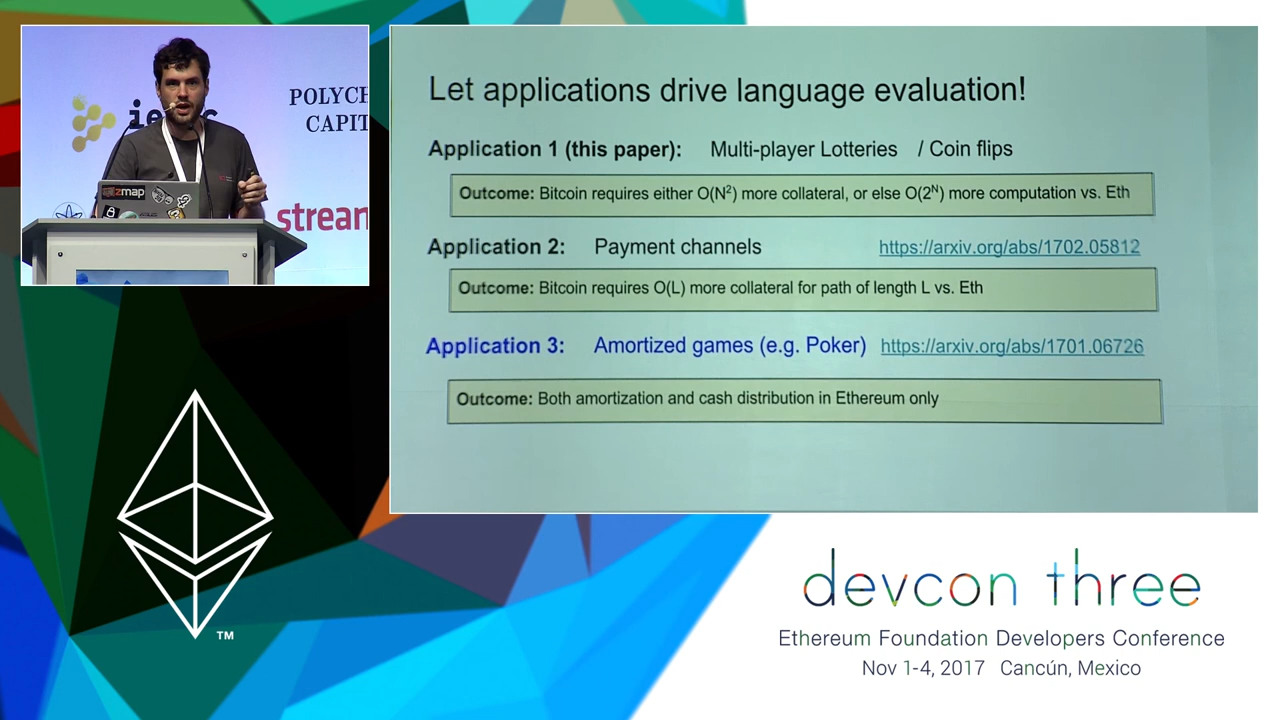 POLYCH
CAPIT
zmap
stream
Let applications drive language evaluation!
Application 1 (this paper): Multi-player Lotteries / Coin flips
Outcome: Bitcoin requires either O(N²) more collateral, or else O(2ᴺ) more computation vs. Eth
Application 2: Payment channels https://arxiv.org/abs/1702.05812
Outcome: Bitcoin requires O(L) more collateral for path of length L vs. Eth
Application 3: Amortized games (e.g. Poker) https://arxiv.org/abs/1701.06726
Outcome: Both amortization and cash distribution in Ethereum only
TM
devcon three
Ethereum Foundation Developers Conference
Nov 1-4, 2017 Cancún, Mexico